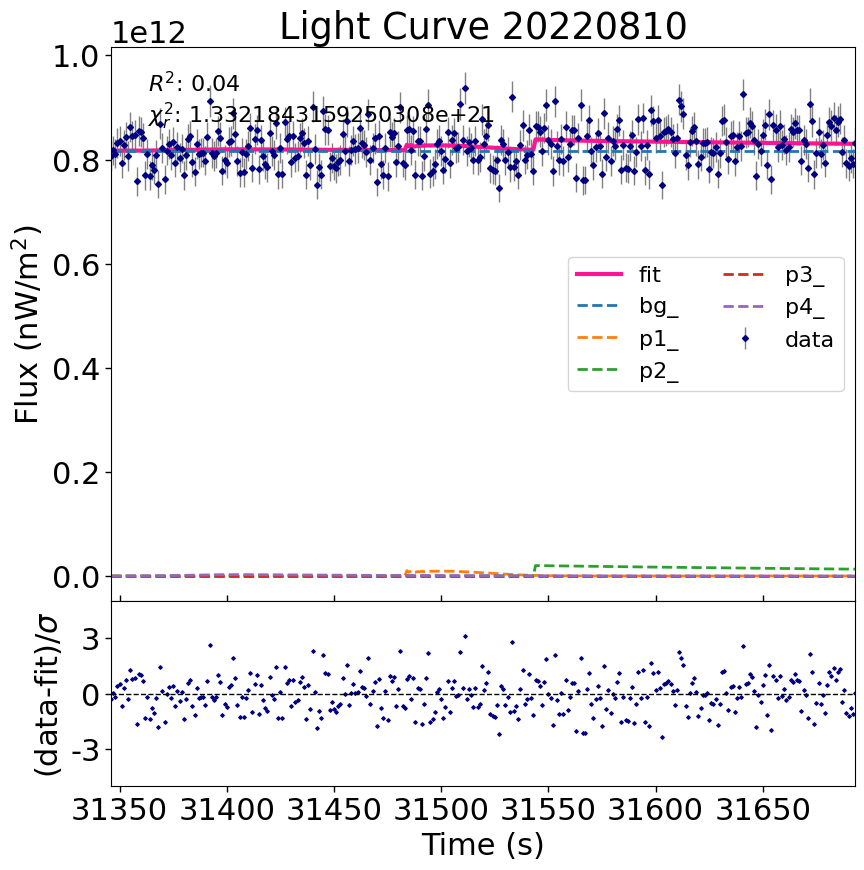 Light Curve 20220810
1e12
R²: 0.04
χ²: 1.3321843159250308e+21
1.0
0.8
0.6
0.4
0.2
0.0
Flux (nW/m²)
fit
bg_
p1_
p2_
p3_
p4_
data
3
0
-3
(data-fit)/σ
31350 31400 31450 31500 31550 31600 31650
Time (s)